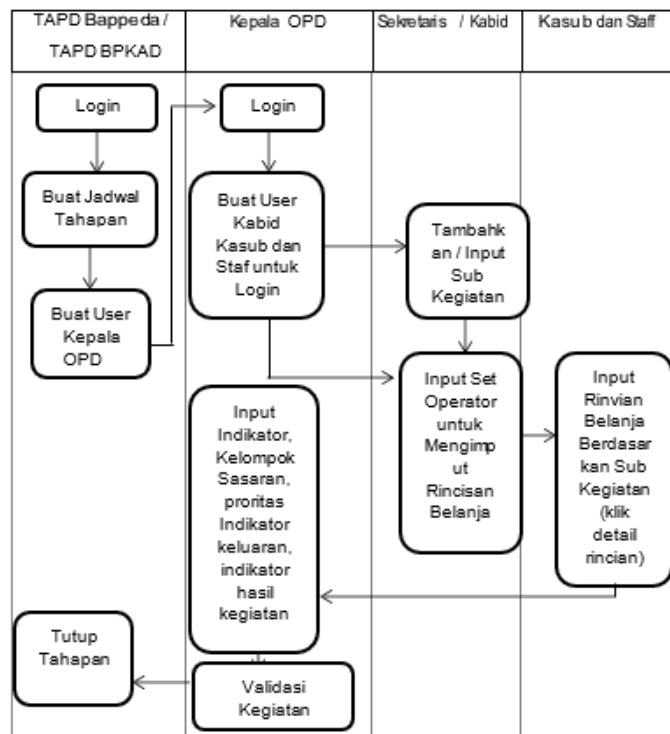 TAPD Bappeda /
TAPD BPKAD
Kepala OPD
Sekretaris / Kabid
Kasub dan Staff
Login
Buat Jadwal
Tahapan
Buat User
Kepala
OPD
Tutup
Tahapan
Login
Buat User
Kabid
Kasub dan
Staf untuk
Login
Input
Indikator,
Kelompok
Sasaran,
proritas
Indikator
keluaran,
indikator
hasil
kegiatan
Validasi
Kegiatan
Tambahk
an / Input
Sub
Kegiatan
Input Set
Operator
untuk
Mengimp
ut
Rincisan
Belanja
Input
Rinvian
Belanja
Berdasar
kan Sub
Kegiatan
(klik
detail
rincian)